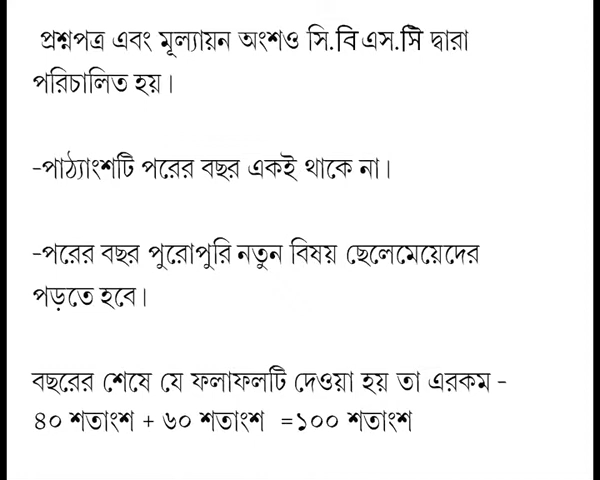 প্রশ্নপত্র এবং মূল্যায়ন অংশও সি.বি এস.সি দ্বারা
পরিচালিত হয়।
-পাঠ্যাংশটি পরের বছর একই থাকে না।
-পরের বছর পুরোপুরি নতুন বিষয় ছেলেমেয়েদের
পড়তে হবে।
বছরের শেষে যে ফলাফলটি দেওয়া হয় তা এরকম -
৪০ শতাংশ + ৬০ শতাংশ =১০০ শতাংশ